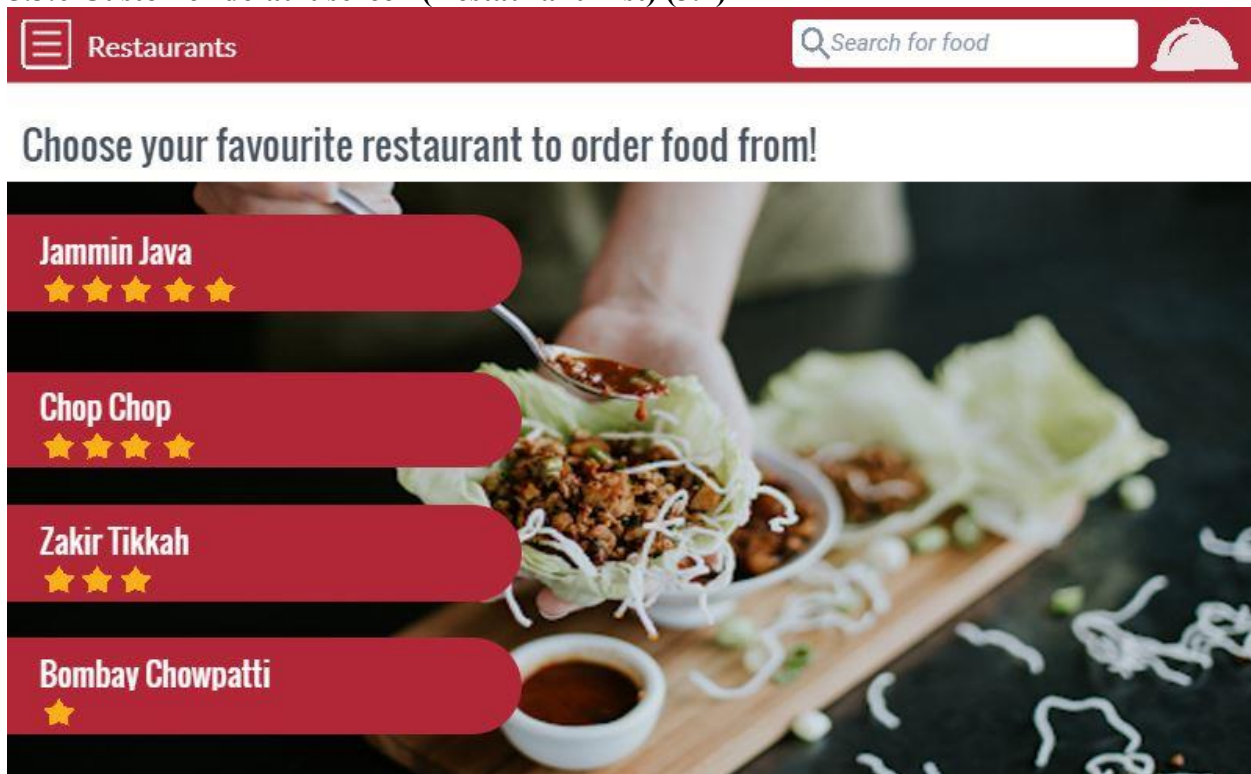 Restaurants
Search for food
Choose your favourite restaurant to order food from!
Jammin Java
Chop Chop
Zakir Tikkah
Bombay Chowpatti